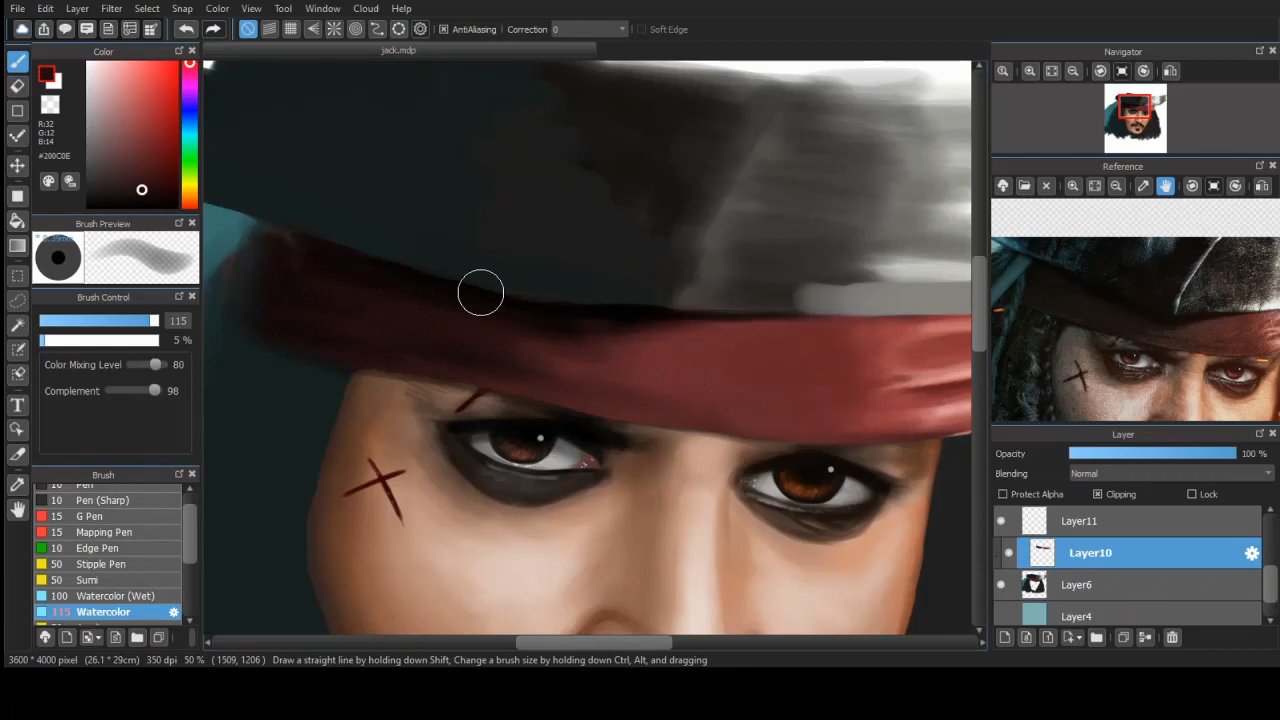 File Edit Layer Filter Select Snap Color View Tool Window Cloud Help
AntiAliasing Correction 0 Soft Edge
Color
jack.mdp
Navigator
R:32
G:12
B:14
#200C0E
Reference
Brush Preview
Brush Control
115
5 %
Color Mixing Level 80
Complement 98
Brush
10 Pen
10 Pen (Sharp)
15 G Pen
15 Mapping Pen
10 Edge Pen
50 Stipple Pen
50 Sumi
100 Watercolor (Wet)
115 Watercolor
Layer
Opacity 100 %
Blending Normal
Protect Alpha Clipping Lock
Layer11
Layer10
Layer6
Layer4
3600 * 4000 pixel (26.1 * 29cm) 350 dpi 50 % ( 1509, 1206 ) Draw a straight line by holding down Shift, Change a brush size by holding down Ctrl, Alt, and dragging